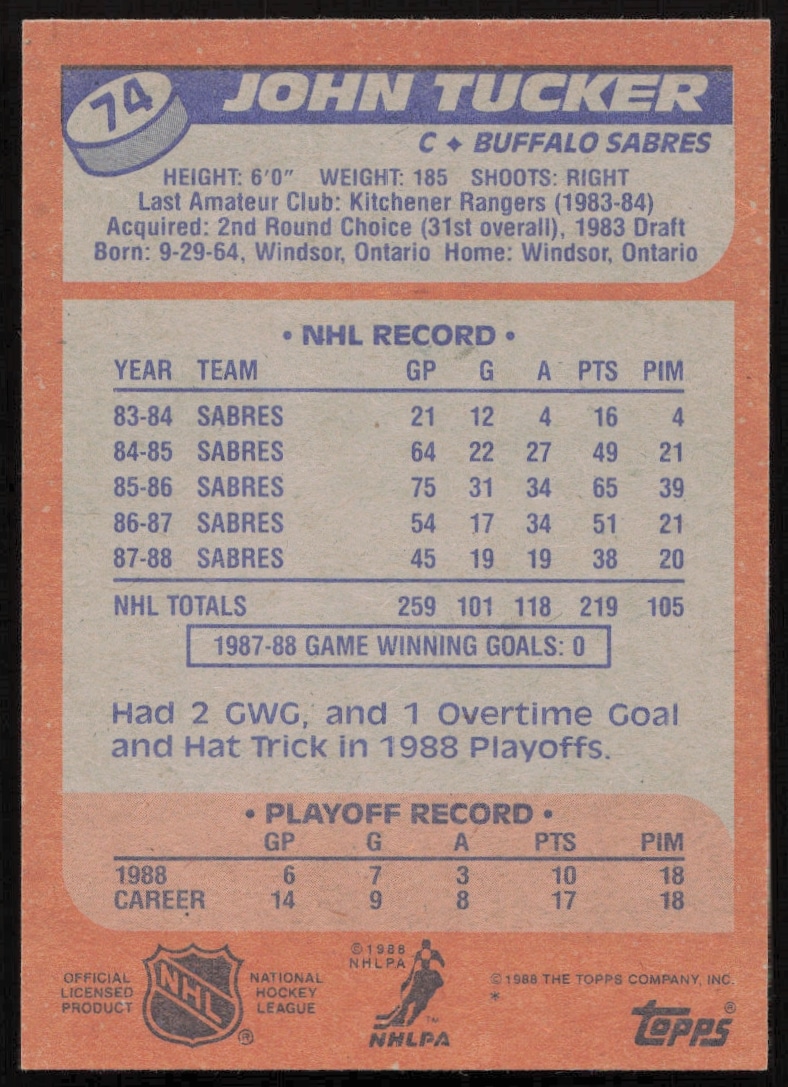 74
JOHN TUCKER
C ♦ BUFFALO SABRES
HEIGHT: 6'0" WEIGHT: 185 SHOOTS: RIGHT
Last Amateur Club: Kitchener Rangers (1983-84)
Acquired: 2nd Round Choice (31st overall), 1983 Draft
Born: 9-29-64, Windsor, Ontario Home: Windsor, Ontario
• NHL RECORD •
YEAR TEAM GP G A PTS PIM
83-84 SABRES 21 12 4 16 4
84-85 SABRES 64 22 27 49 21
85-86 SABRES 75 31 34 65 39
86-87 SABRES 54 17 34 51 21
87-88 SABRES 45 19 19 38 20
NHL TOTALS 259 101 118 219 105
1987-88 GAME WINNING GOALS: 0
Had 2 GWG, and 1 Overtime Goal
and Hat Trick in 1988 Playoffs.
• PLAYOFF RECORD •
GP G A PTS PIM
1988 6 7 3 10 18
CAREER 14 9 8 17 18
OFFICIAL
LICENSED
PRODUCT
NHL
®
NATIONAL
HOCKEY
LEAGUE
©1988
NHLPA
™
NHLPA
©1988 THE TOPPS COMPANY, INC.
*
topps®